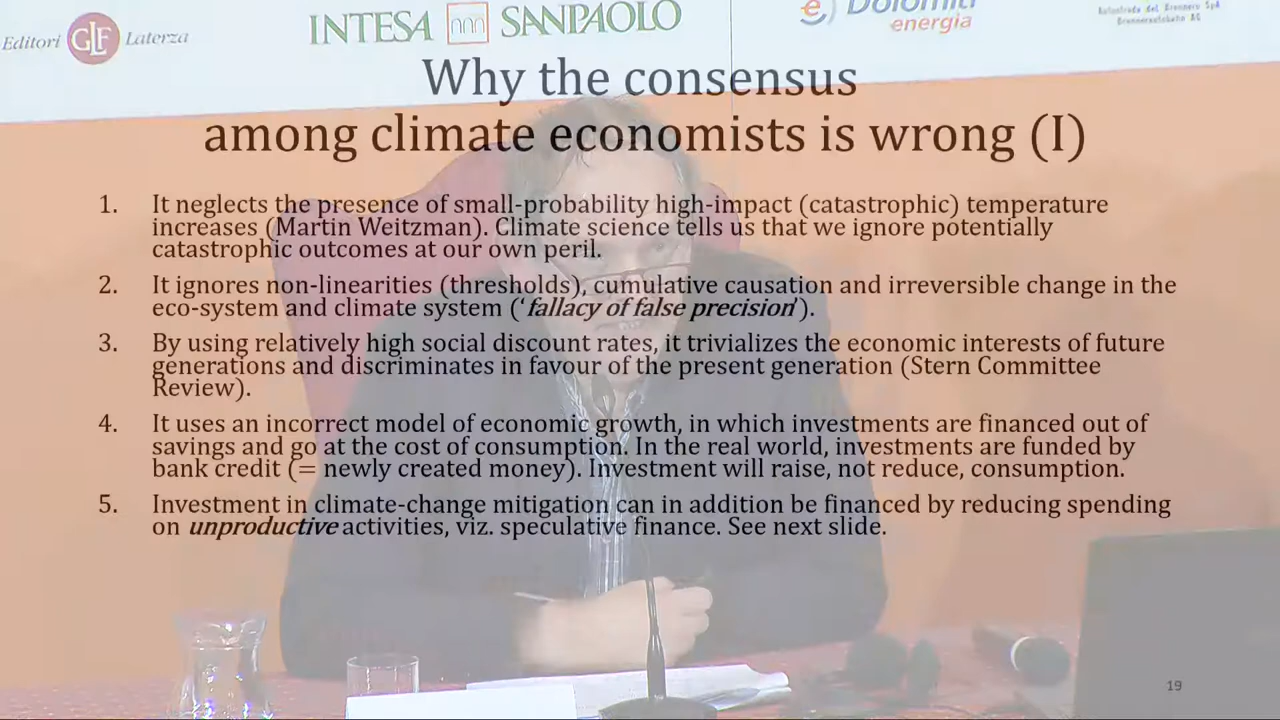 Editori GLF Laterza
INTESA SANPAOLO
Dolomiti
energia
Autostrada del Brennero SpA
Brennerautobahn AG
Why the consensus
among climate economists is wrong (I)
1. It neglects the presence of small-probability high-impact (catastrophic) temperature
increases (Martin Weitzman). Climate science tells us that we ignore potentially
catastrophic outcomes at our own peril.
2. It ignores non-linearities (thresholds), cumulative causation and irreversible change in the
eco-system and climate system (‘fallacy of false precision’).
3. By using relatively high social discount rates, it trivializes the economic interests of future
generations and discriminates in favour of the present generation (Stern Committee
Review).
4. It uses an incorrect model of economic growth, in which investments are financed out of
savings and go at the cost of consumption. In the real world, investments are funded by
bank credit (= newly created money). Investment will raise, not reduce, consumption.
5. Investment in climate-change mitigation can in addition be financed by reducing spending
on unproductive activities, viz. speculative finance. See next slide.
19